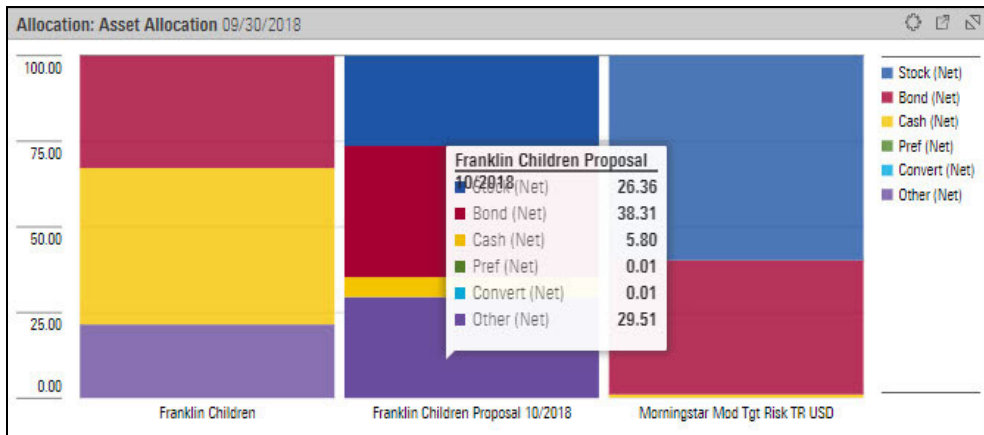 Allocation: Asset Allocation 09/30/2018
100.00
75.00
50.00
25.00
0.00
Franklin Children
Franklin Children Proposal 10/2018
Morningstar Mod Tgt Risk TR USD
Franklin Children Proposal
10/2018
Stock (Net) 26.36
Bond (Net) 38.31
Cash (Net) 5.80
Pref (Net) 0.01
Convert (Net) 0.01
Other (Net) 29.51
Stock (Net)
Bond (Net)
Cash (Net)
Pref (Net)
Convert (Net)
Other (Net)